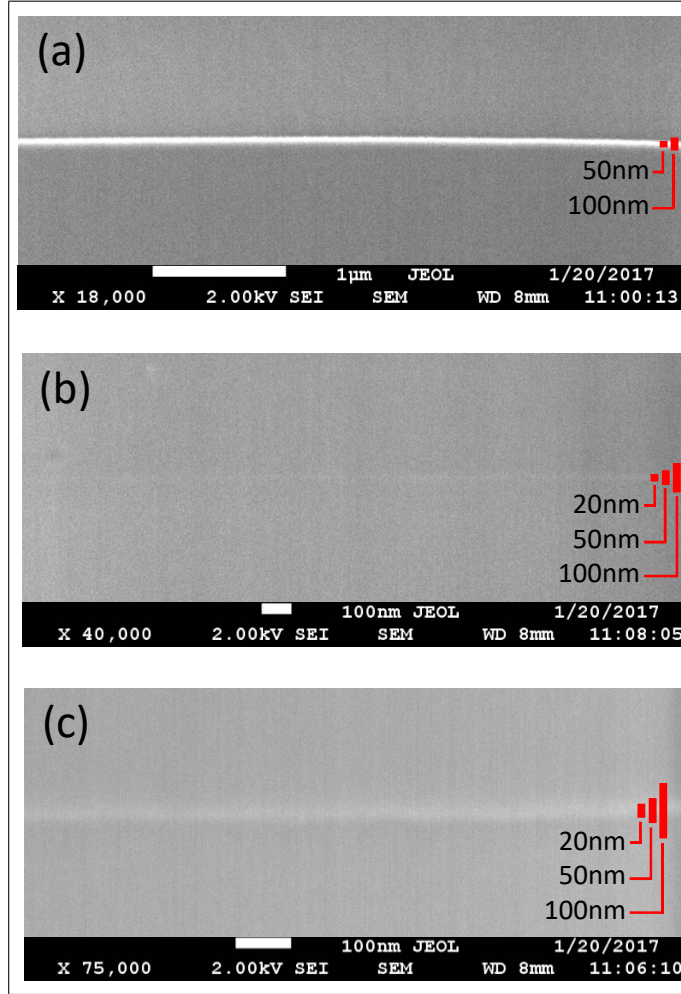 (a)
50nm
100nm
1µm JEOL 1/20/2017
X 18,000 2.00kV SEI SEM WD 8mm 11:00:13
(b)
20nm
50nm
100nm
100nm JEOL 1/20/2017
X 40,000 2.00kV SEI SEM WD 8mm 11:08:05
(c)
20nm
50nm
100nm
100nm JEOL 1/20/2017
X 75,000 2.00kV SEI SEM WD 8mm 11:06:10